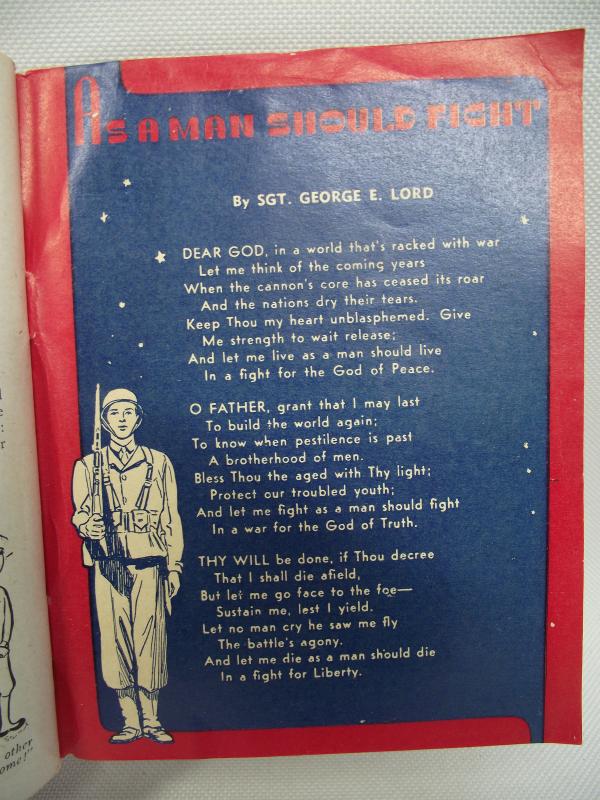 AS A MAN SHOULD FIGHT
By SGT. GEORGE E. LORD
DEAR GOD, in a world that's racked with war
Let me think of the coming years
When the cannon's core has ceased its roar
And the nations dry their tears.
Keep Thou my heart unblasphemed. Give
Me strength to wait release;
And let me live as a man should live
In a fight for the God of Peace.
O FATHER, grant that I may last
To build the world again;
To know when pestilence is past
A brotherhood of men.
Bless Thou the aged with Thy light;
Protect our troubled youth;
And let me fight as a man should fight
In a war for the God of Truth.
THY WILL be done, if Thou decree
That I shall die afield,
But let me go face to the foe—
Sustain me, lest I yield.
Let no man cry he saw me fly
The battle's agony.
And let me die as a man should die
In a fight for Liberty.
other